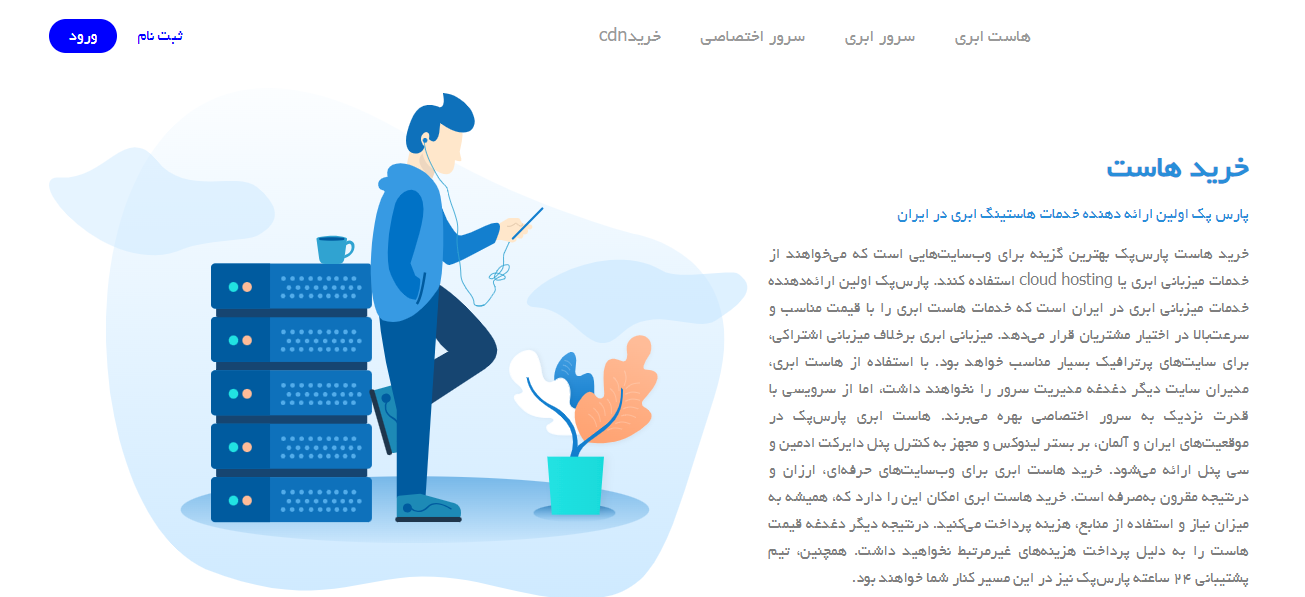 هاست ابری
سرور ابری
سرور اختصاصی
خریدcdn
ثبت نام
ورود
خرید هاست
پارس پک اولین ارائه دهنده خدمات هاستینگ ابری در ایران
خرید هاست پارس‌پک بهترین گزینه برای وب‌سایت‌هایی است که می‌خواهند از
خدمات میزبانی ابری یا cloud hosting استفاده کنند. پارس‌پک اولین ارائه‌دهنده
خدمات میزبانی ابری در ایران است که خدمات هاست ابری را با قیمت مناسب و
سرعت‌بالا در اختیار مشتریان قرار می‌دهد. میزبانی ابری برخلاف میزبانی اشتراکی،
برای سایت‌های پرترافیک بسیار مناسب خواهد بود. با استفاده از هاست ابری،
مدیران سایت دیگر دغدغه مدیریت سرور را نخواهند داشت، اما از سرویسی با
قدرت نزدیک به سرور اختصاصی بهره می‌برند. هاست ابری پارس‌پک در
موقعیت‌های ایران و آلمان، بر بستر لینوکس و مجهز به کنترل پنل دایرکت ادمین و
سی پنل ارائه می‌شود. خرید هاست ابری برای وب‌سایت‌های حرفه‌ای، ارزان و
درنتیجه مقرون به‌صرفه است. خرید هاست ابری امکان این را دارد که، همیشه به
میزان نیاز و استفاده از منابع، هزینه پرداخت می‌کنید. درنتیجه دیگر دغدغه قیمت
هاست را به دلیل پرداخت هزینه‌های غیرمرتبط نخواهید داشت. همچنین، تیم
پشتیبانی ۲۴ ساعته پارس‌پک نیز در این مسیر کنار شما خواهند بود.